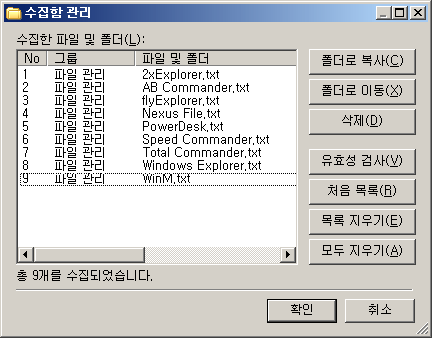 수집함 관리
수집한 파일 및 폴더(L):
No 그룹 파일 및 폴더
1 파일 관리 2xExplorer.txt
2 파일 관리 AB Commander.txt
3 파일 관리 flyExplorer.txt
4 파일 관리 Nexus File.txt
5 파일 관리 PowerDesk.txt
6 파일 관리 Speed Commander.txt
7 파일 관리 Total Commander.txt
8 파일 관리 Windows Explorer.txt
9 파일 관리 WinM.txt
총 9개를 수집되었습니다.
폴더로 복사(C)
폴더로 이동(X)
삭제(D)
유효성 검사(V)
처음 목록(R)
목록 지우기(E)
모두 지우기(A)
확인
취소